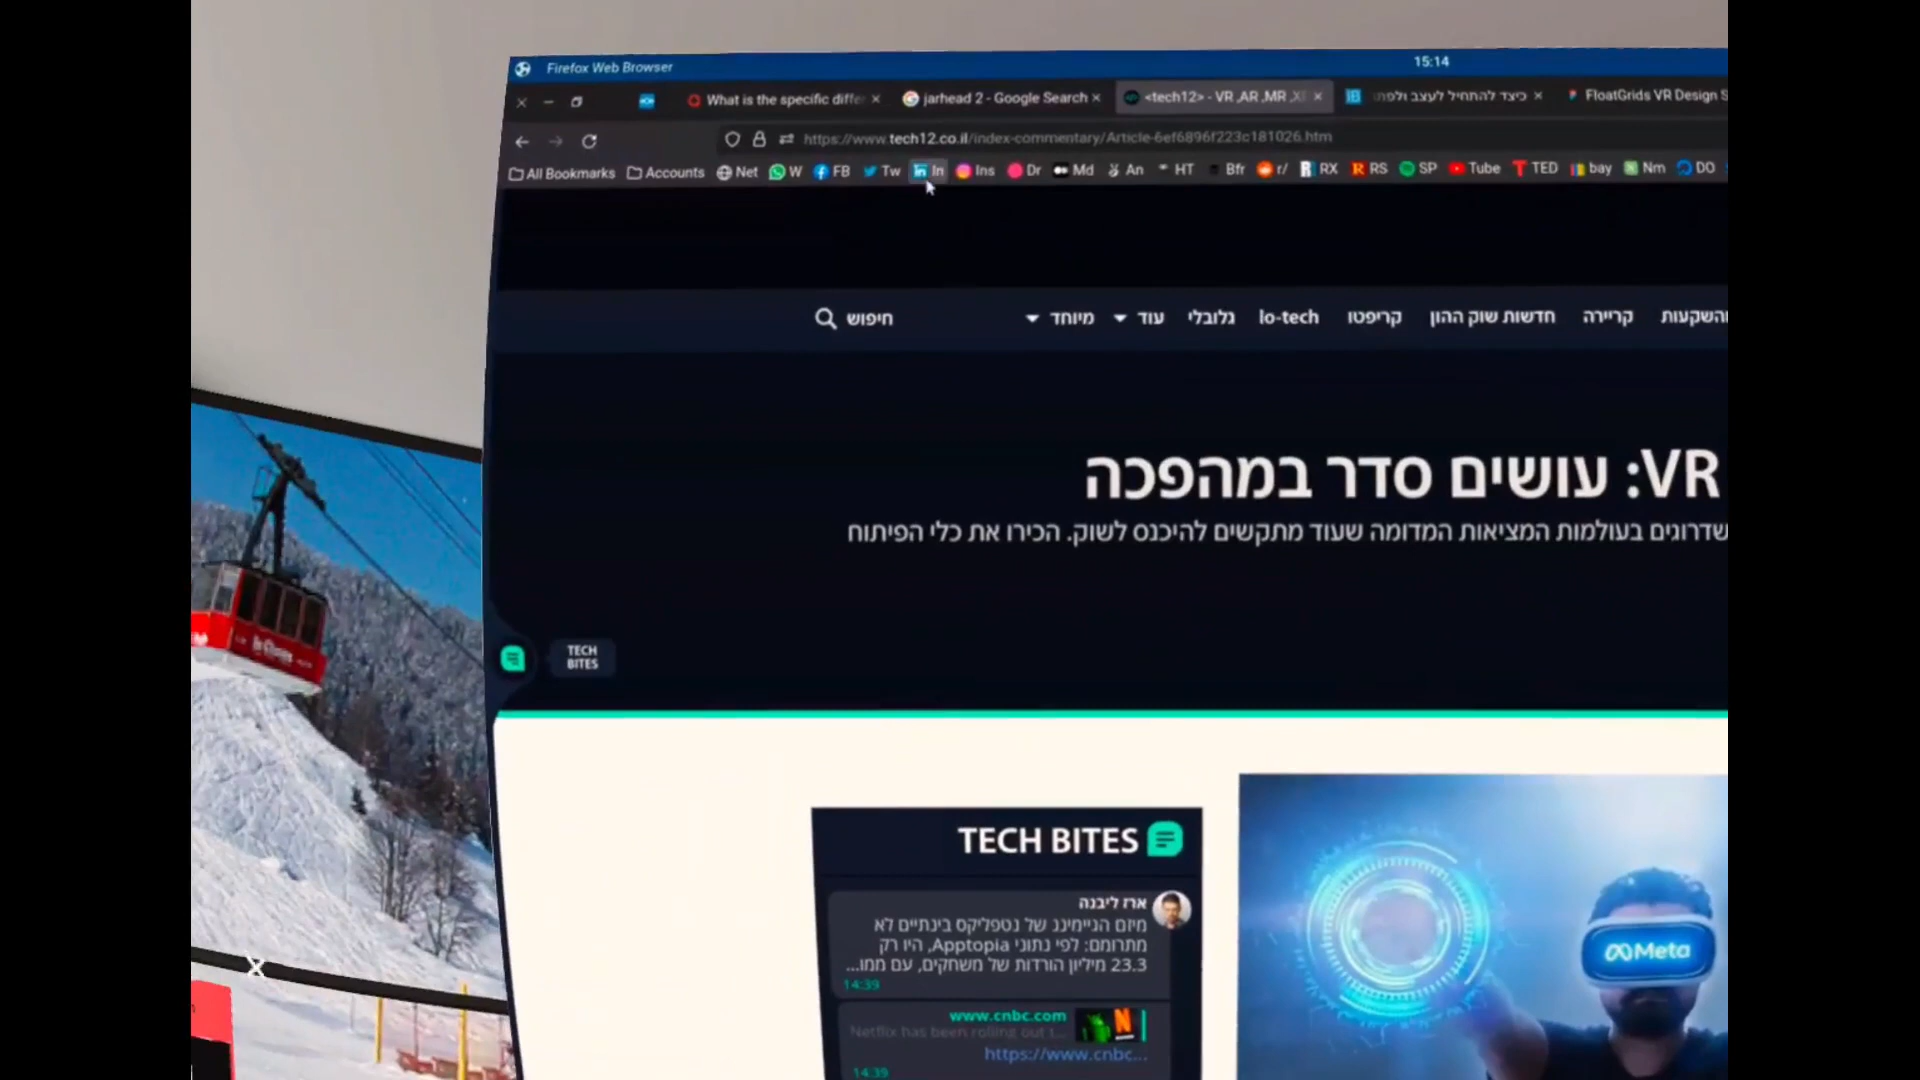 Firefox Web Browser
15:14
What is the specific diffe
jarhead 2 - Google Search
<tech12> - VR ,AR ,MR ,X
כיצד להתחיל לעצב ולפת
FloatGrids VR Design S
https://www.tech12.co.il/index-commentary/Article-6ef6896f223c181026.htm
All Bookmarks
Accounts
Net
W
FB
Tw
In
Ins
Dr
Md
An
HT
Bfr
r/
RX
RS
SP
Tube
TED
bay
Nm
DO
והשקעות
קריירה
חדשות שוק ההון
קריפטו
lo-tech
גלובלי
עוד
מיוחד
חיפוש
VR: עושים סדר במהפכה
שדרוגים בעולמות המציאות המדומה שעוד מתקשים להיכנס לשוק. הכירו את כלי הפיתוח
TECH
BITES
TECH BITES
ארז ליבנה
מיזם הגיימינג של נטפליקס בינתיים לא
מתרומם: לפי נתוני Apptopia, היו רק
23.3 מיליון הורדות של משחקים, עם ממו...
14:39
www.cnbc.com
Netflix has been rolling out t...
https://www.cnbc...
14:39
Meta